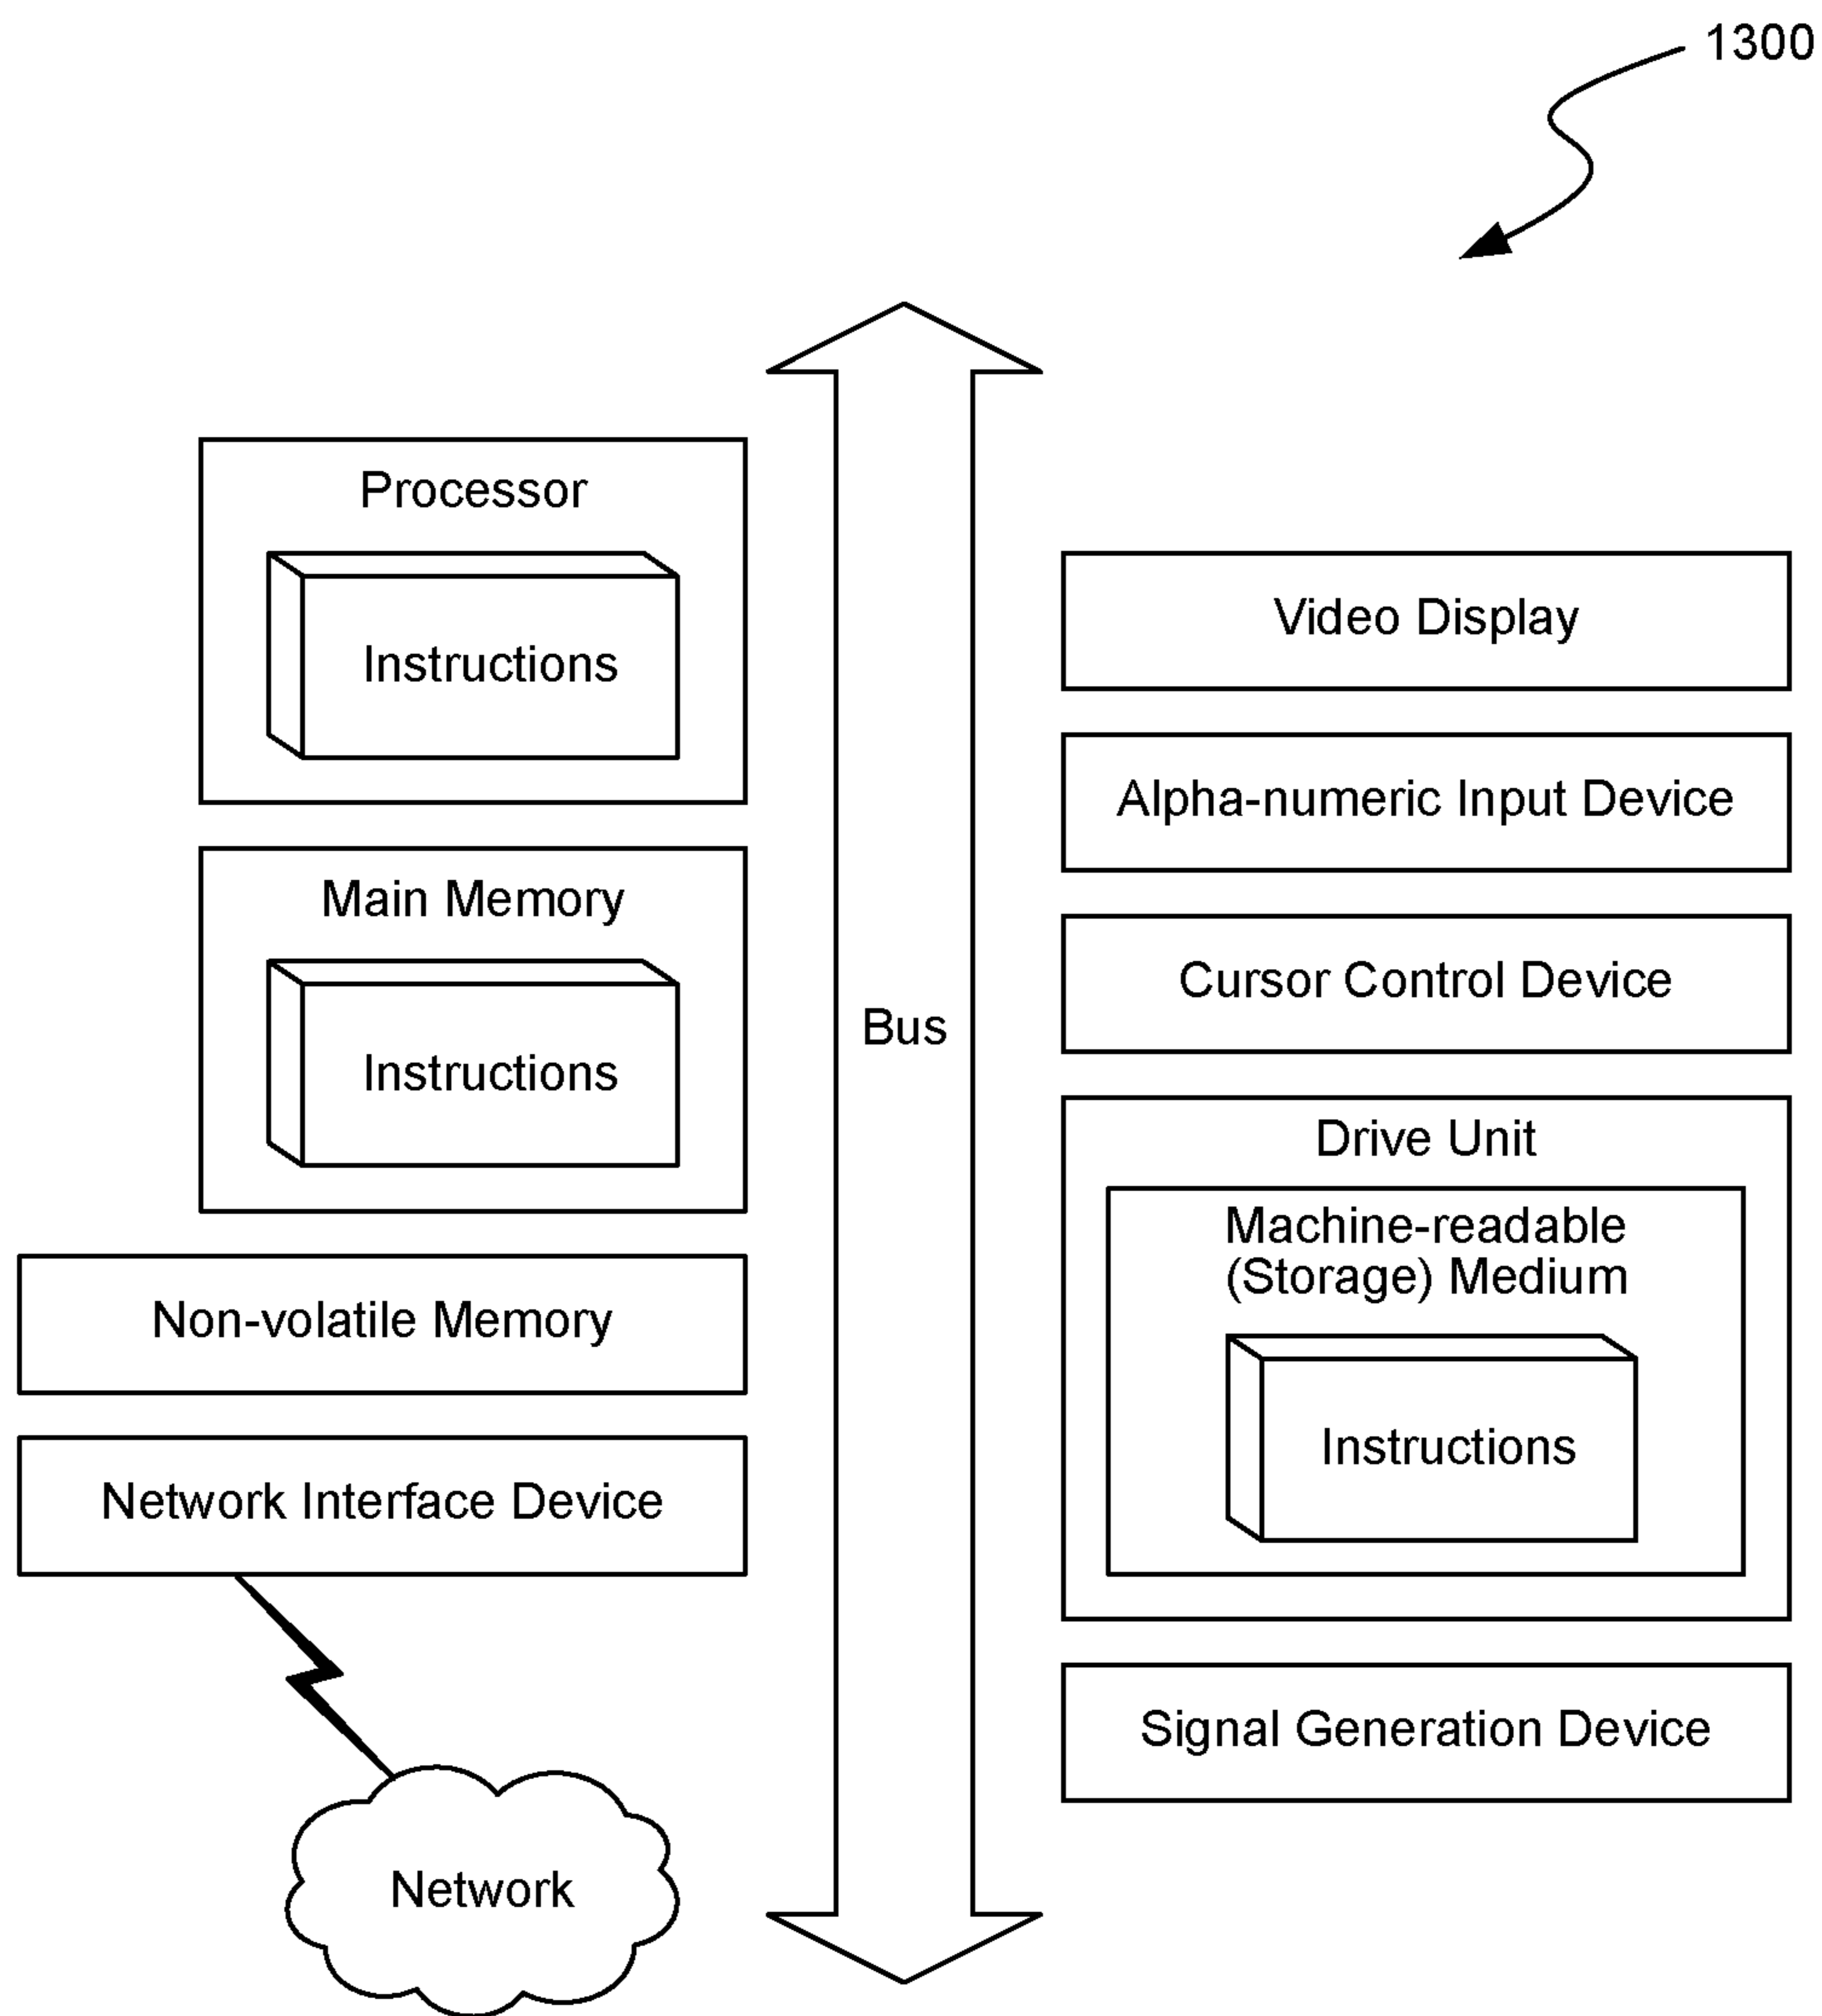 1300
Processor
Instructions
Main Memory
Instructions
Non-volatile Memory
Network Interface Device
Network
Bus
Video Display
Alpha-numeric Input Device
Cursor Control Device
Drive Unit
Machine-readable
(Storage) Medium
Instructions
Signal Generation Device